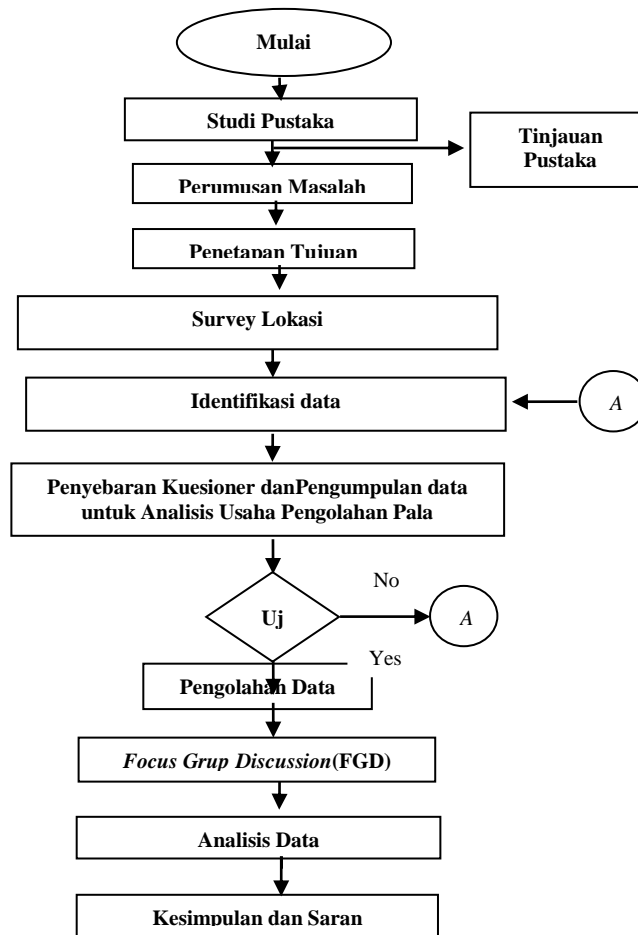 Mulai
Studi Pustaka
Tinjauan
Pustaka
Perumusan Masalah
Penetapan Tujuan
Survey Lokasi
Identifikasi data
A
Penyebaran Kuesioner danPengumpulan data
untuk Analisis Usaha Pengolahan Pala
Uj
No
A
Yes
Pengolahan Data
Focus Grup Discussion(FGD)
Analisis Data
Kesimpulan dan Saran